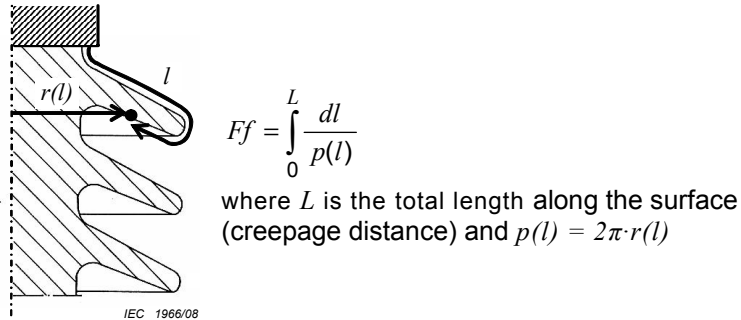 l
r(l)
Ff = ∫₀ᴸ dl / p(l)
where L is the total length along the surface
(creepage distance) and p(l) = 2π·r(l)
IEC 1966/08